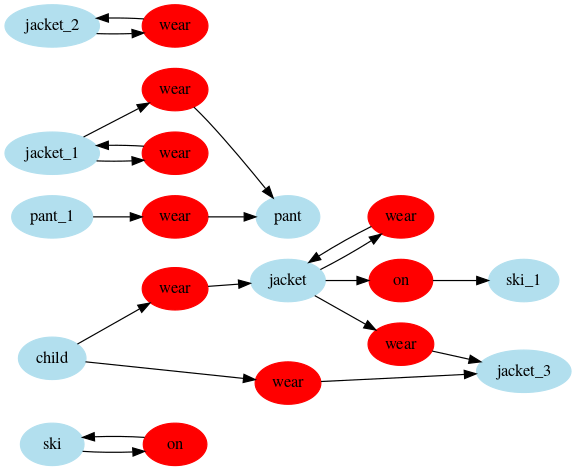 jacket_2
wear
wear
jacket_1
wear
pant_1
wear
pant
wear
wear
jacket
on
ski_1
child
wear
wear
jacket_3
ski
on